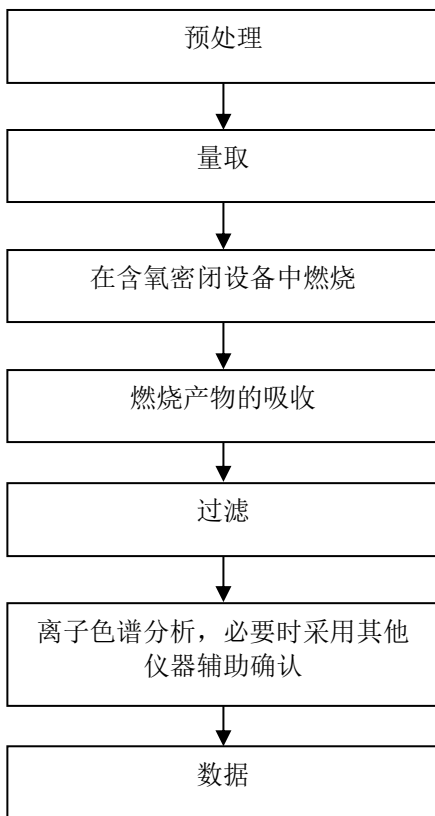 预处理
量取
在含氧密闭设备中燃烧
燃烧产物的吸收
过滤
离子色谱分析，必要时采用其他
仪器辅助确认
数据